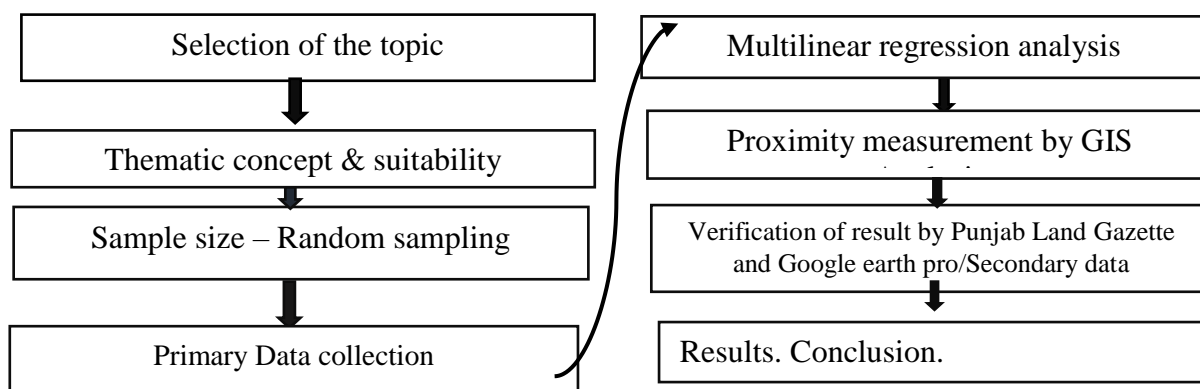 Selection of the topic
Thematic concept & suitability
Sample size – Random sampling
Primary Data collection
Multilinear regression analysis
Proximity measurement by GIS
Verification of result by Punjab Land Gazette
and Google earth pro/Secondary data
Results. Conclusion.